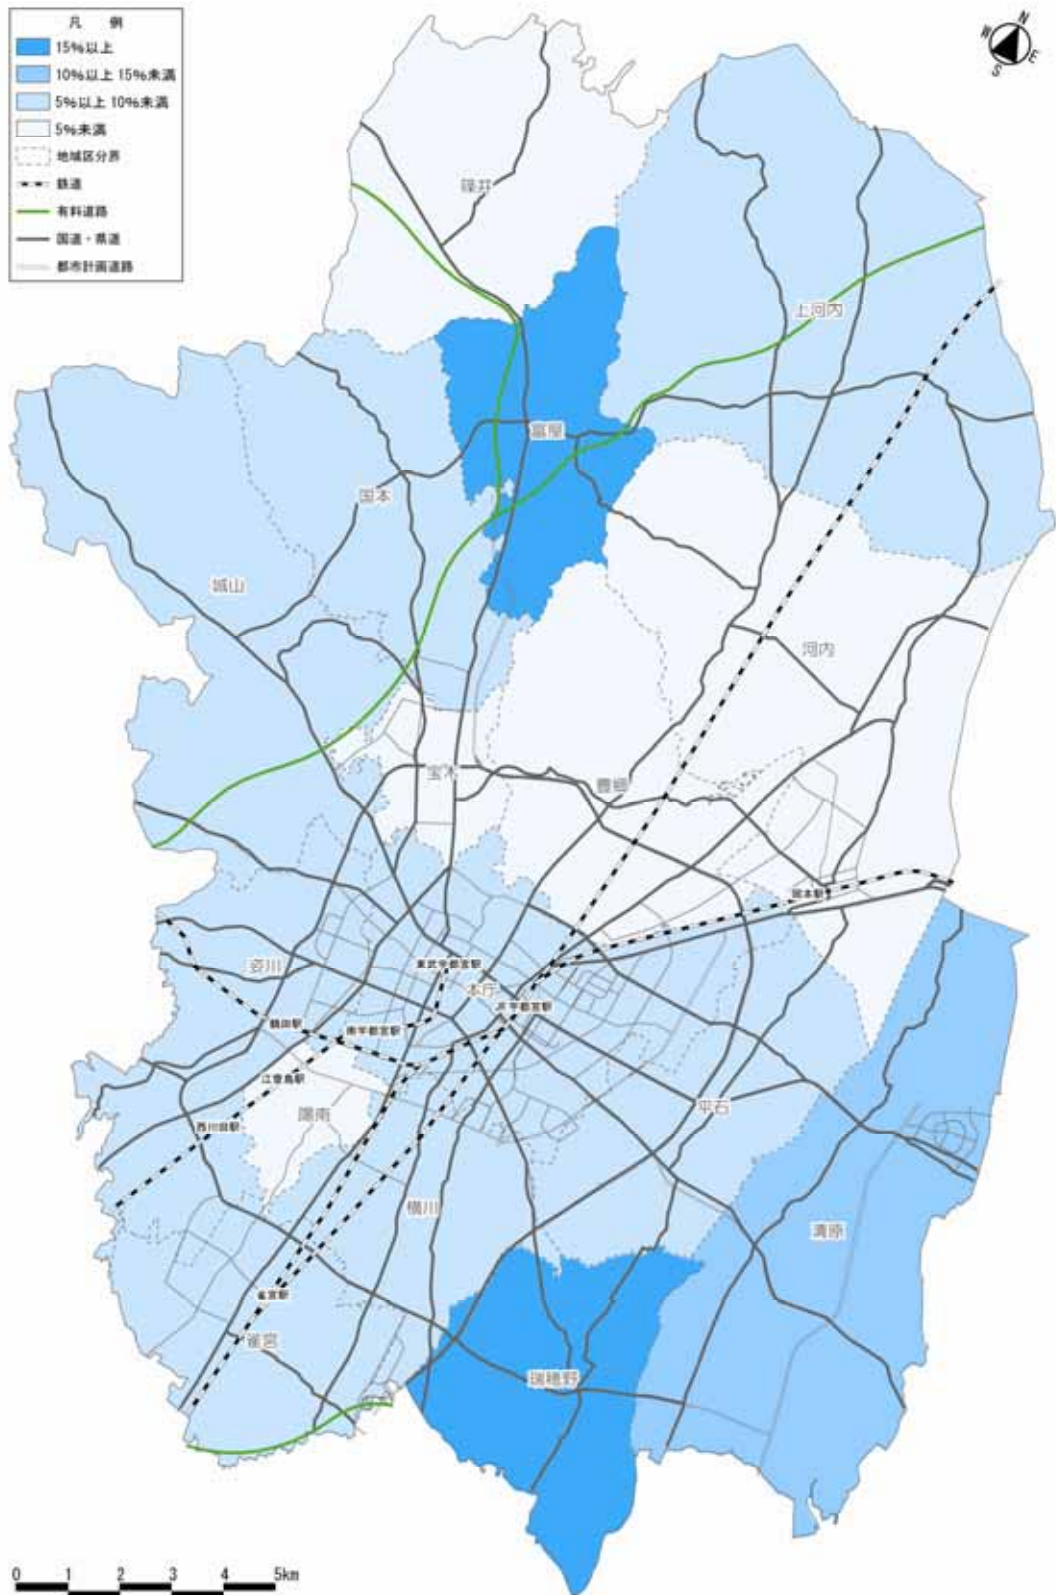 凡 例
15%以上
10%以上 15%未満
5%以上 10%未満
5%未満
地域区分界
鉄道
有料道路
国道・県道
都市計画道路
N
W
E
S
篠井
上河内
富屋
国本
城山
河内
宝木
豊郷
岡本駅
姿川
東武宇都宮駅
本庁
JR宇都宮駅
鶴田駅
南宇都宮駅
江曽島駅
陽南
平石
西川田駅
横川
清原
雀宮駅
雀宮
瑞穂野
0 1 2 3 4 5km